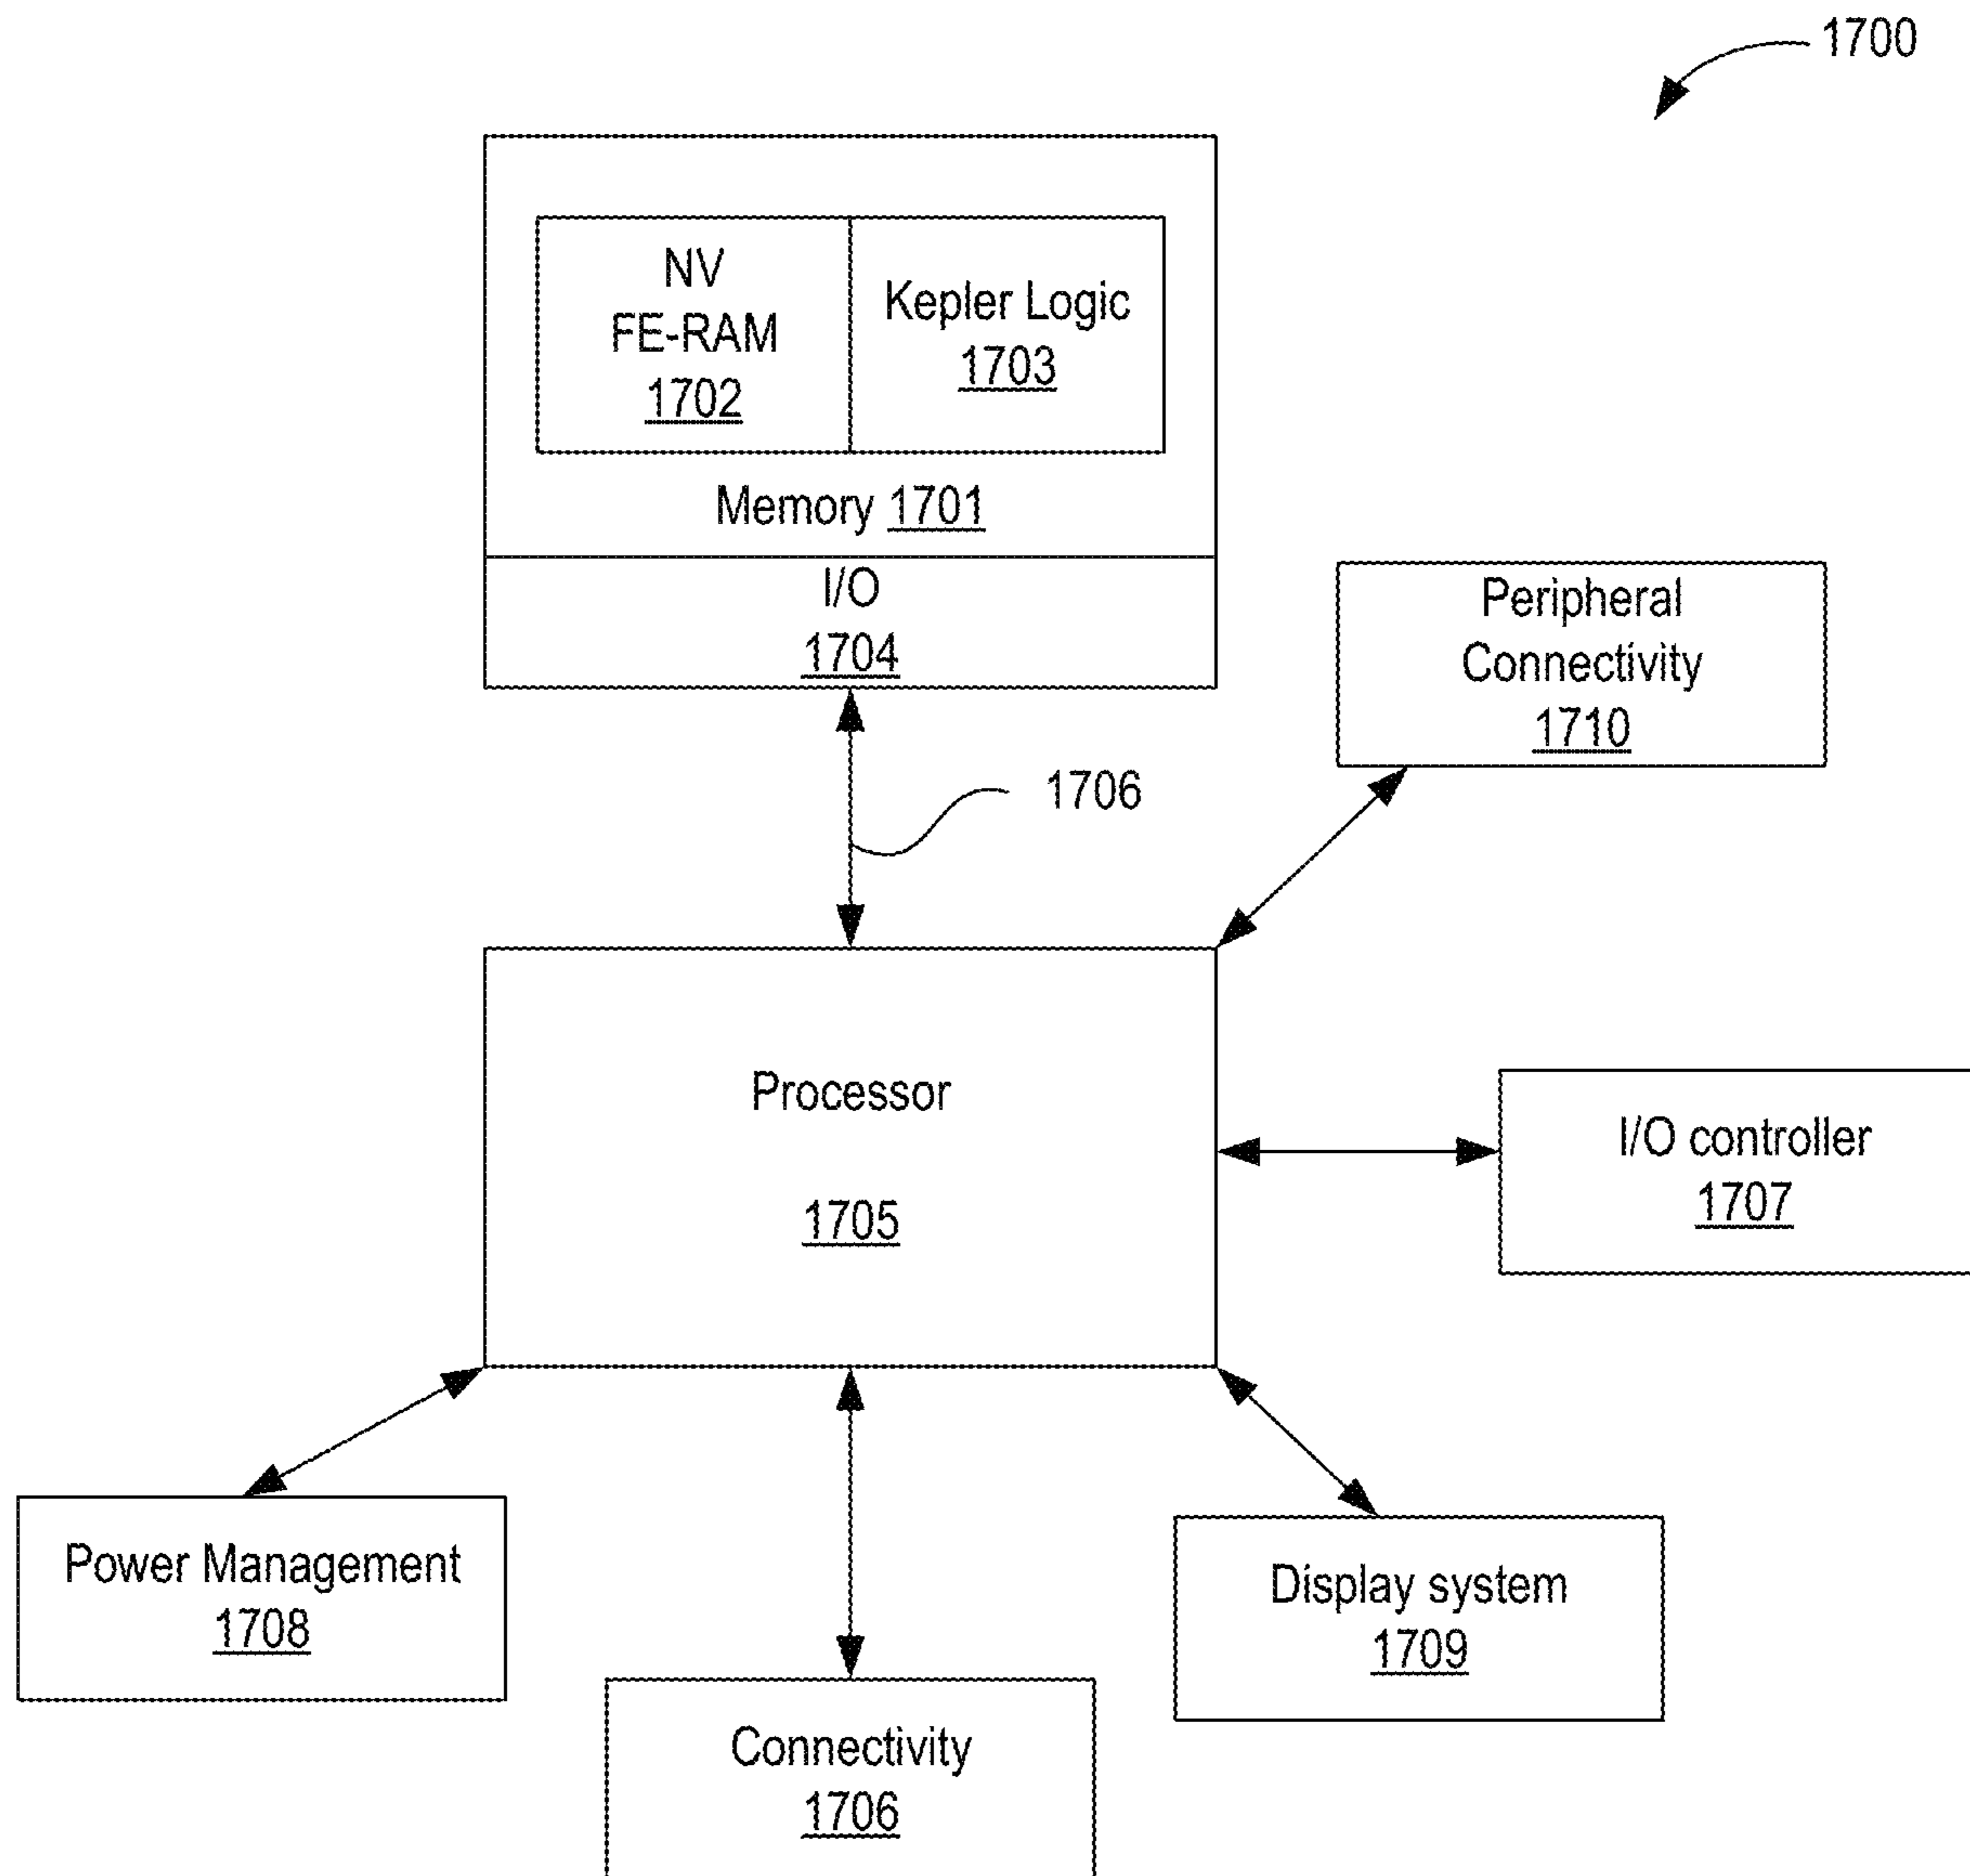 1700
NV
FE-RAM
1702
Kepler Logic
1703
Memory 1701
I/O
1704
Peripheral
Connectivity
1710
1706
Processor
1705
I/O controller
1707
Power Management
1708
Display system
1709
Connectivity
1706